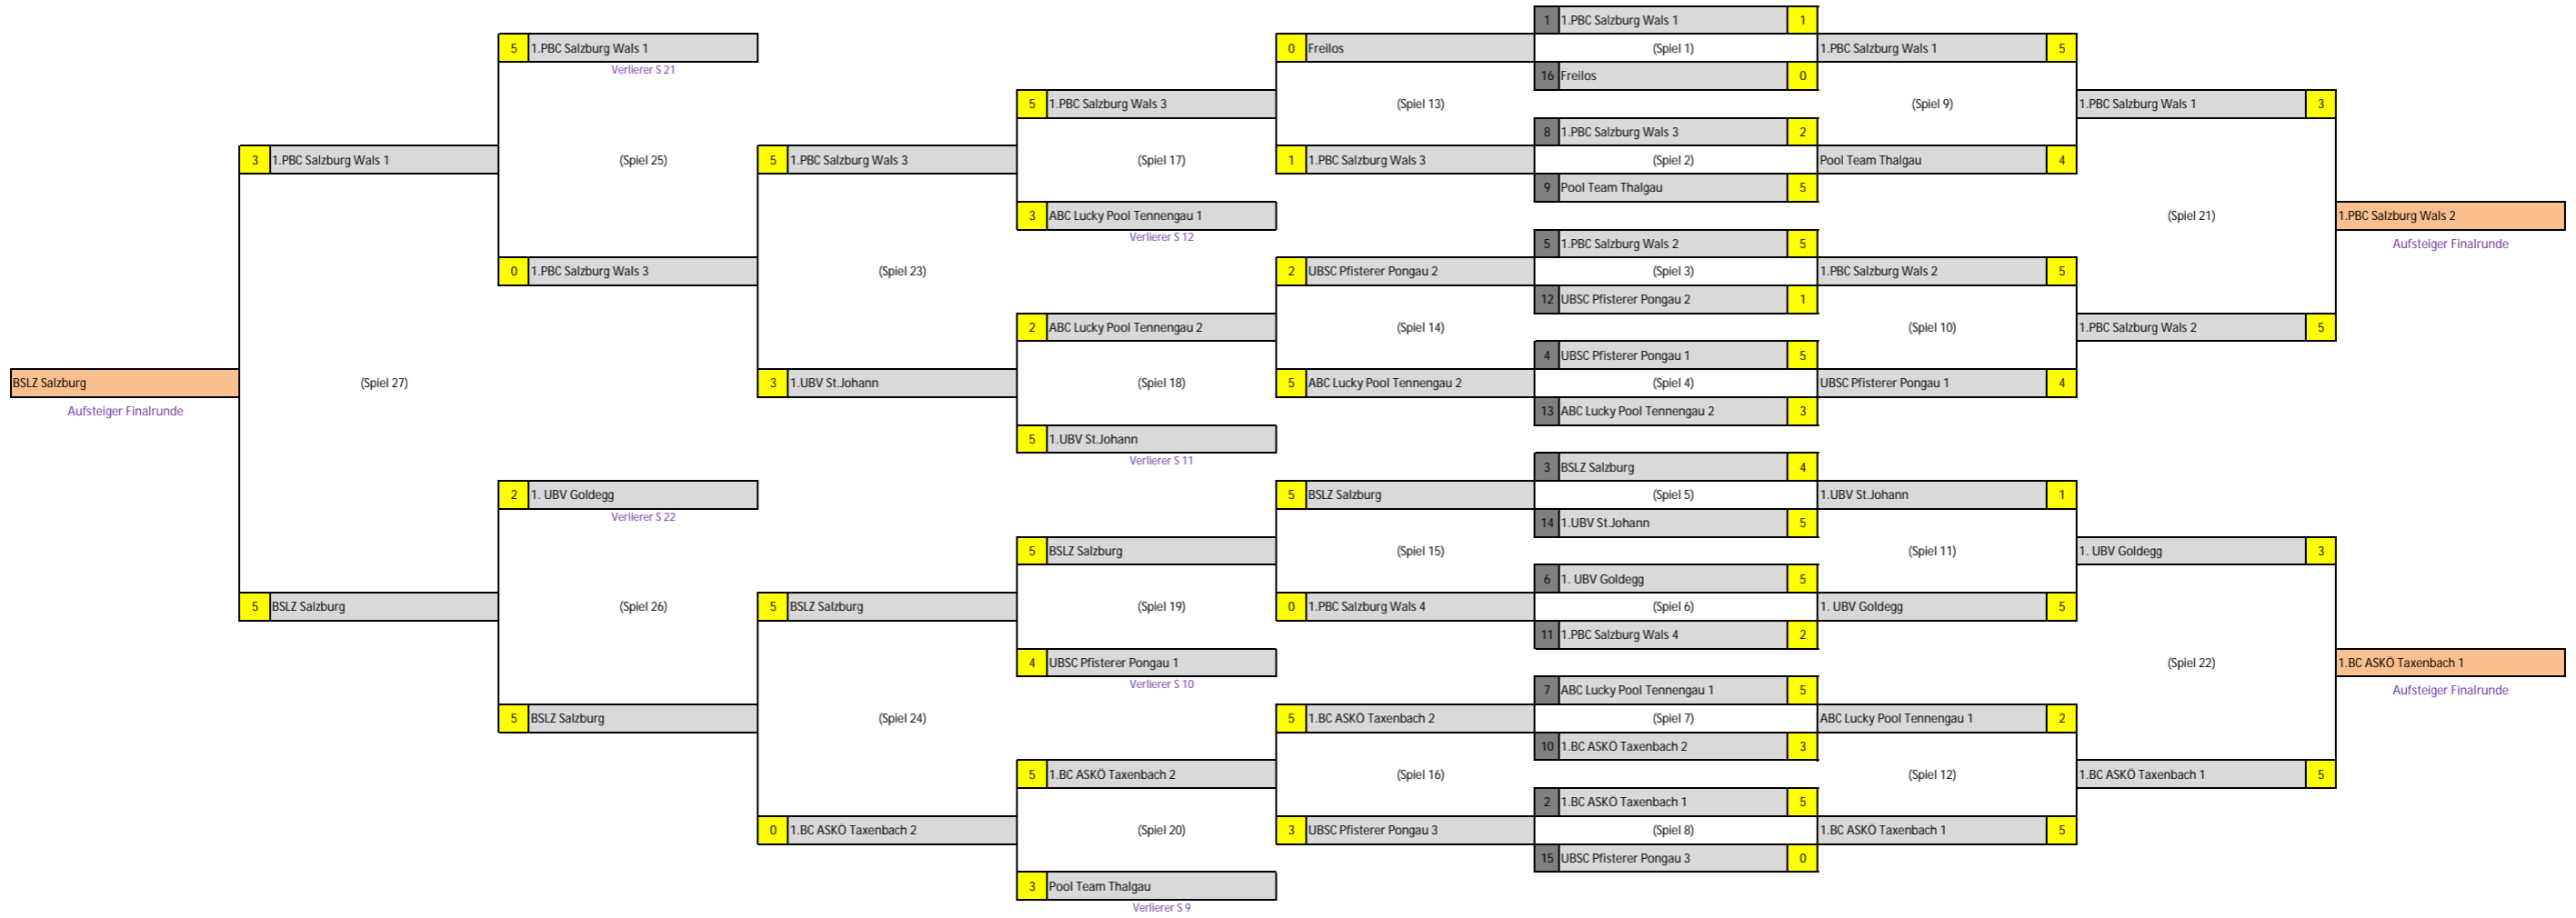 1 1.PBC Salzburg Wals 1 1
5 1.PBC Salzburg Wals 1 0 Freilos (Spiel 1) 1.PBC Salzburg Wals 1 5
Verlierer S 21
16 Freilos 0
5 1.PBC Salzburg Wals 3 (Spiel 13) (Spiel 9) 1.PBC Salzburg Wals 1 3
8 1.PBC Salzburg Wals 3 2
3 1.PBC Salzburg Wals 1 (Spiel 25) 5 1.PBC Salzburg Wals 3 (Spiel 17) 1 1.PBC Salzburg Wals 3 (Spiel 2) Pool Team Thalgau 4
9 Pool Team Thalgau 5
3 ABC Lucky Pool Tennengau 1 (Spiel 21) 1.PBC Salzburg Wals 2
Verlierer S 12 5 1.PBC Salzburg Wals 2 5 Aufsteiger Finalrunde
0 1.PBC Salzburg Wals 3 (Spiel 23) 2 UBSC Pfisterer Pongau 2 (Spiel 3) 1.PBC Salzburg Wals 2 5
12 UBSC Pfisterer Pongau 2 1
2 ABC Lucky Pool Tennengau 2 (Spiel 14) (Spiel 10) 1.PBC Salzburg Wals 2 5
4 UBSC Pfisterer Pongau 1 5
BSLZ Salzburg (Spiel 27) 3 1.UBV St.Johann (Spiel 18) 5 ABC Lucky Pool Tennengau 2 (Spiel 4) UBSC Pfisterer Pongau 1 4
Aufsteiger Finalrunde 13 ABC Lucky Pool Tennengau 2 3
5 1.UBV St.Johann
Verlierer S 11
3 BSLZ Salzburg 4
2 1. UBV Goldegg 5 BSLZ Salzburg (Spiel 5) 1.UBV St.Johann 1
Verlierer S 22
14 1.UBV St.Johann 5
5 BSLZ Salzburg (Spiel 15) (Spiel 11) 1. UBV Goldegg 3
6 1. UBV Goldegg 5
5 BSLZ Salzburg (Spiel 26) 5 BSLZ Salzburg (Spiel 19) 0 1.PBC Salzburg Wals 4 (Spiel 6) 1. UBV Goldegg 5
11 1.PBC Salzburg Wals 4 2
4 UBSC Pfisterer Pongau 1 (Spiel 22) 1.BC ASKÖ Taxenbach 1
Verlierer S 10 7 ABC Lucky Pool Tennengau 1 5 Aufsteiger Finalrunde
5 BSLZ Salzburg (Spiel 24) 5 1.BC ASKÖ Taxenbach 2 (Spiel 7) ABC Lucky Pool Tennengau 1 2
10 1.BC ASKÖ Taxenbach 2 3
5 1.BC ASKÖ Taxenbach 2 (Spiel 16) (Spiel 12) 1.BC ASKÖ Taxenbach 1 5
2 1.BC ASKÖ Taxenbach 1 5
0 1.BC ASKÖ Taxenbach 2 (Spiel 20) 3 UBSC Pfisterer Pongau 3 (Spiel 8) 1.BC ASKÖ Taxenbach 1 5
15 UBSC Pfisterer Pongau 3 0
3 Pool Team Thalgau
Verlierer S 9